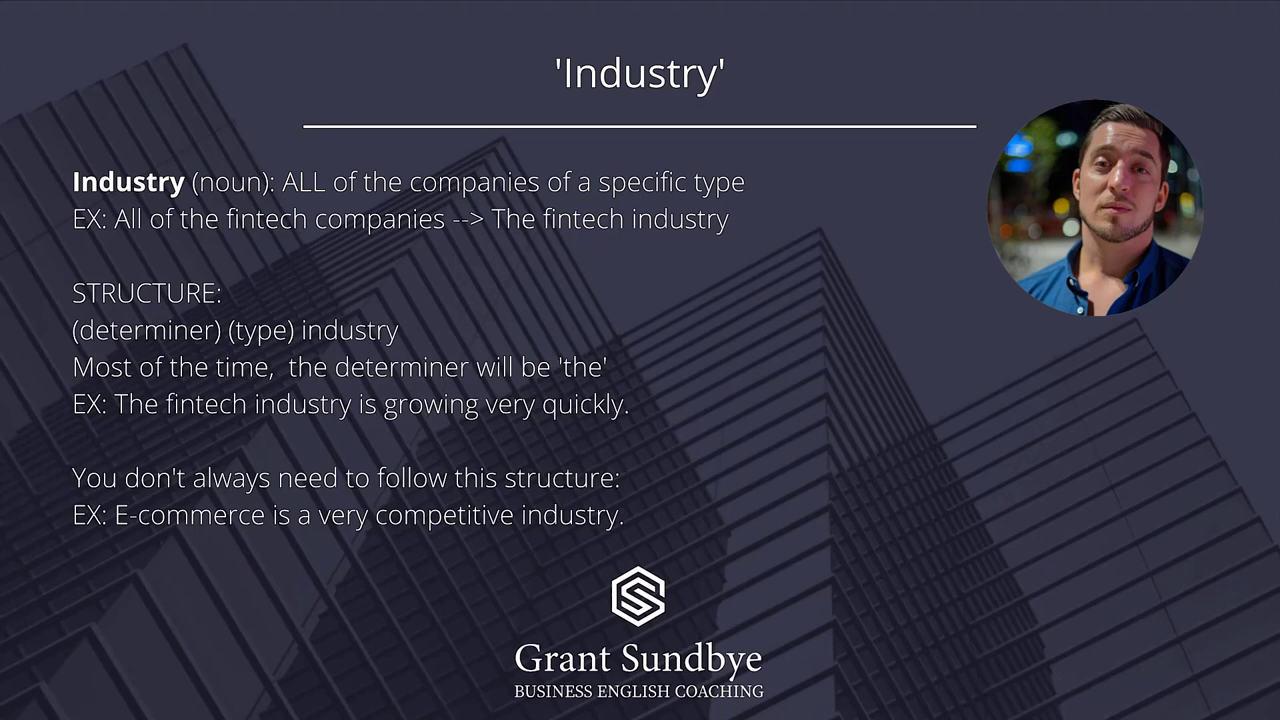 'Industry'
Industry (noun): ALL of the companies of a specific type
EX: All of the fintech companies --> The fintech industry
STRUCTURE:
(determiner) (type) industry
Most of the time,  the determiner will be 'the'
EX: The fintech industry is growing very quickly.
You don't always need to follow this structure:
EX: E-commerce is a very competitive industry.
Grant Sundbye
BUSINESS ENGLISH COACHING